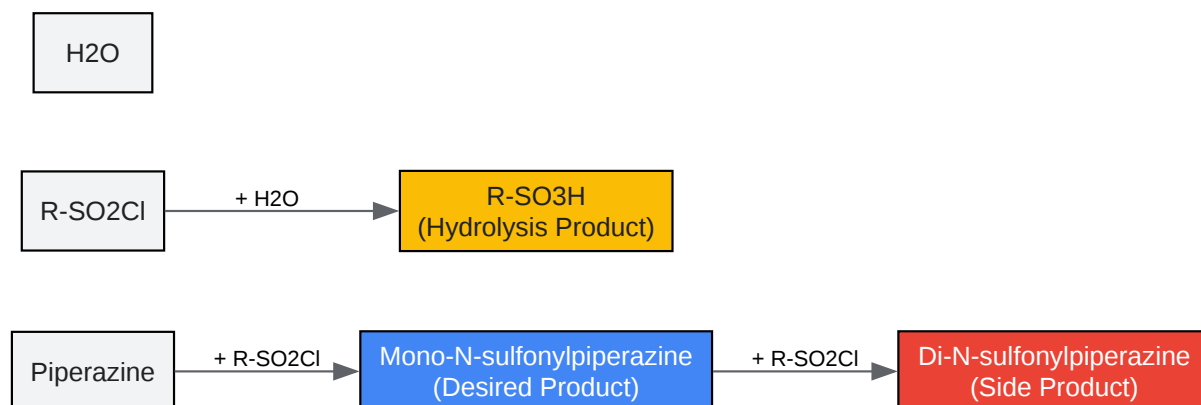 H2O
R-SO2Cl
+ H2O
R-SO3H
(Hydrolysis Product)
Piperazine
+ R-SO2Cl
Mono-N-sulfonylpiperazine
(Desired Product)
+ R-SO2Cl
Di-N-sulfonylpiperazine
(Side Product)